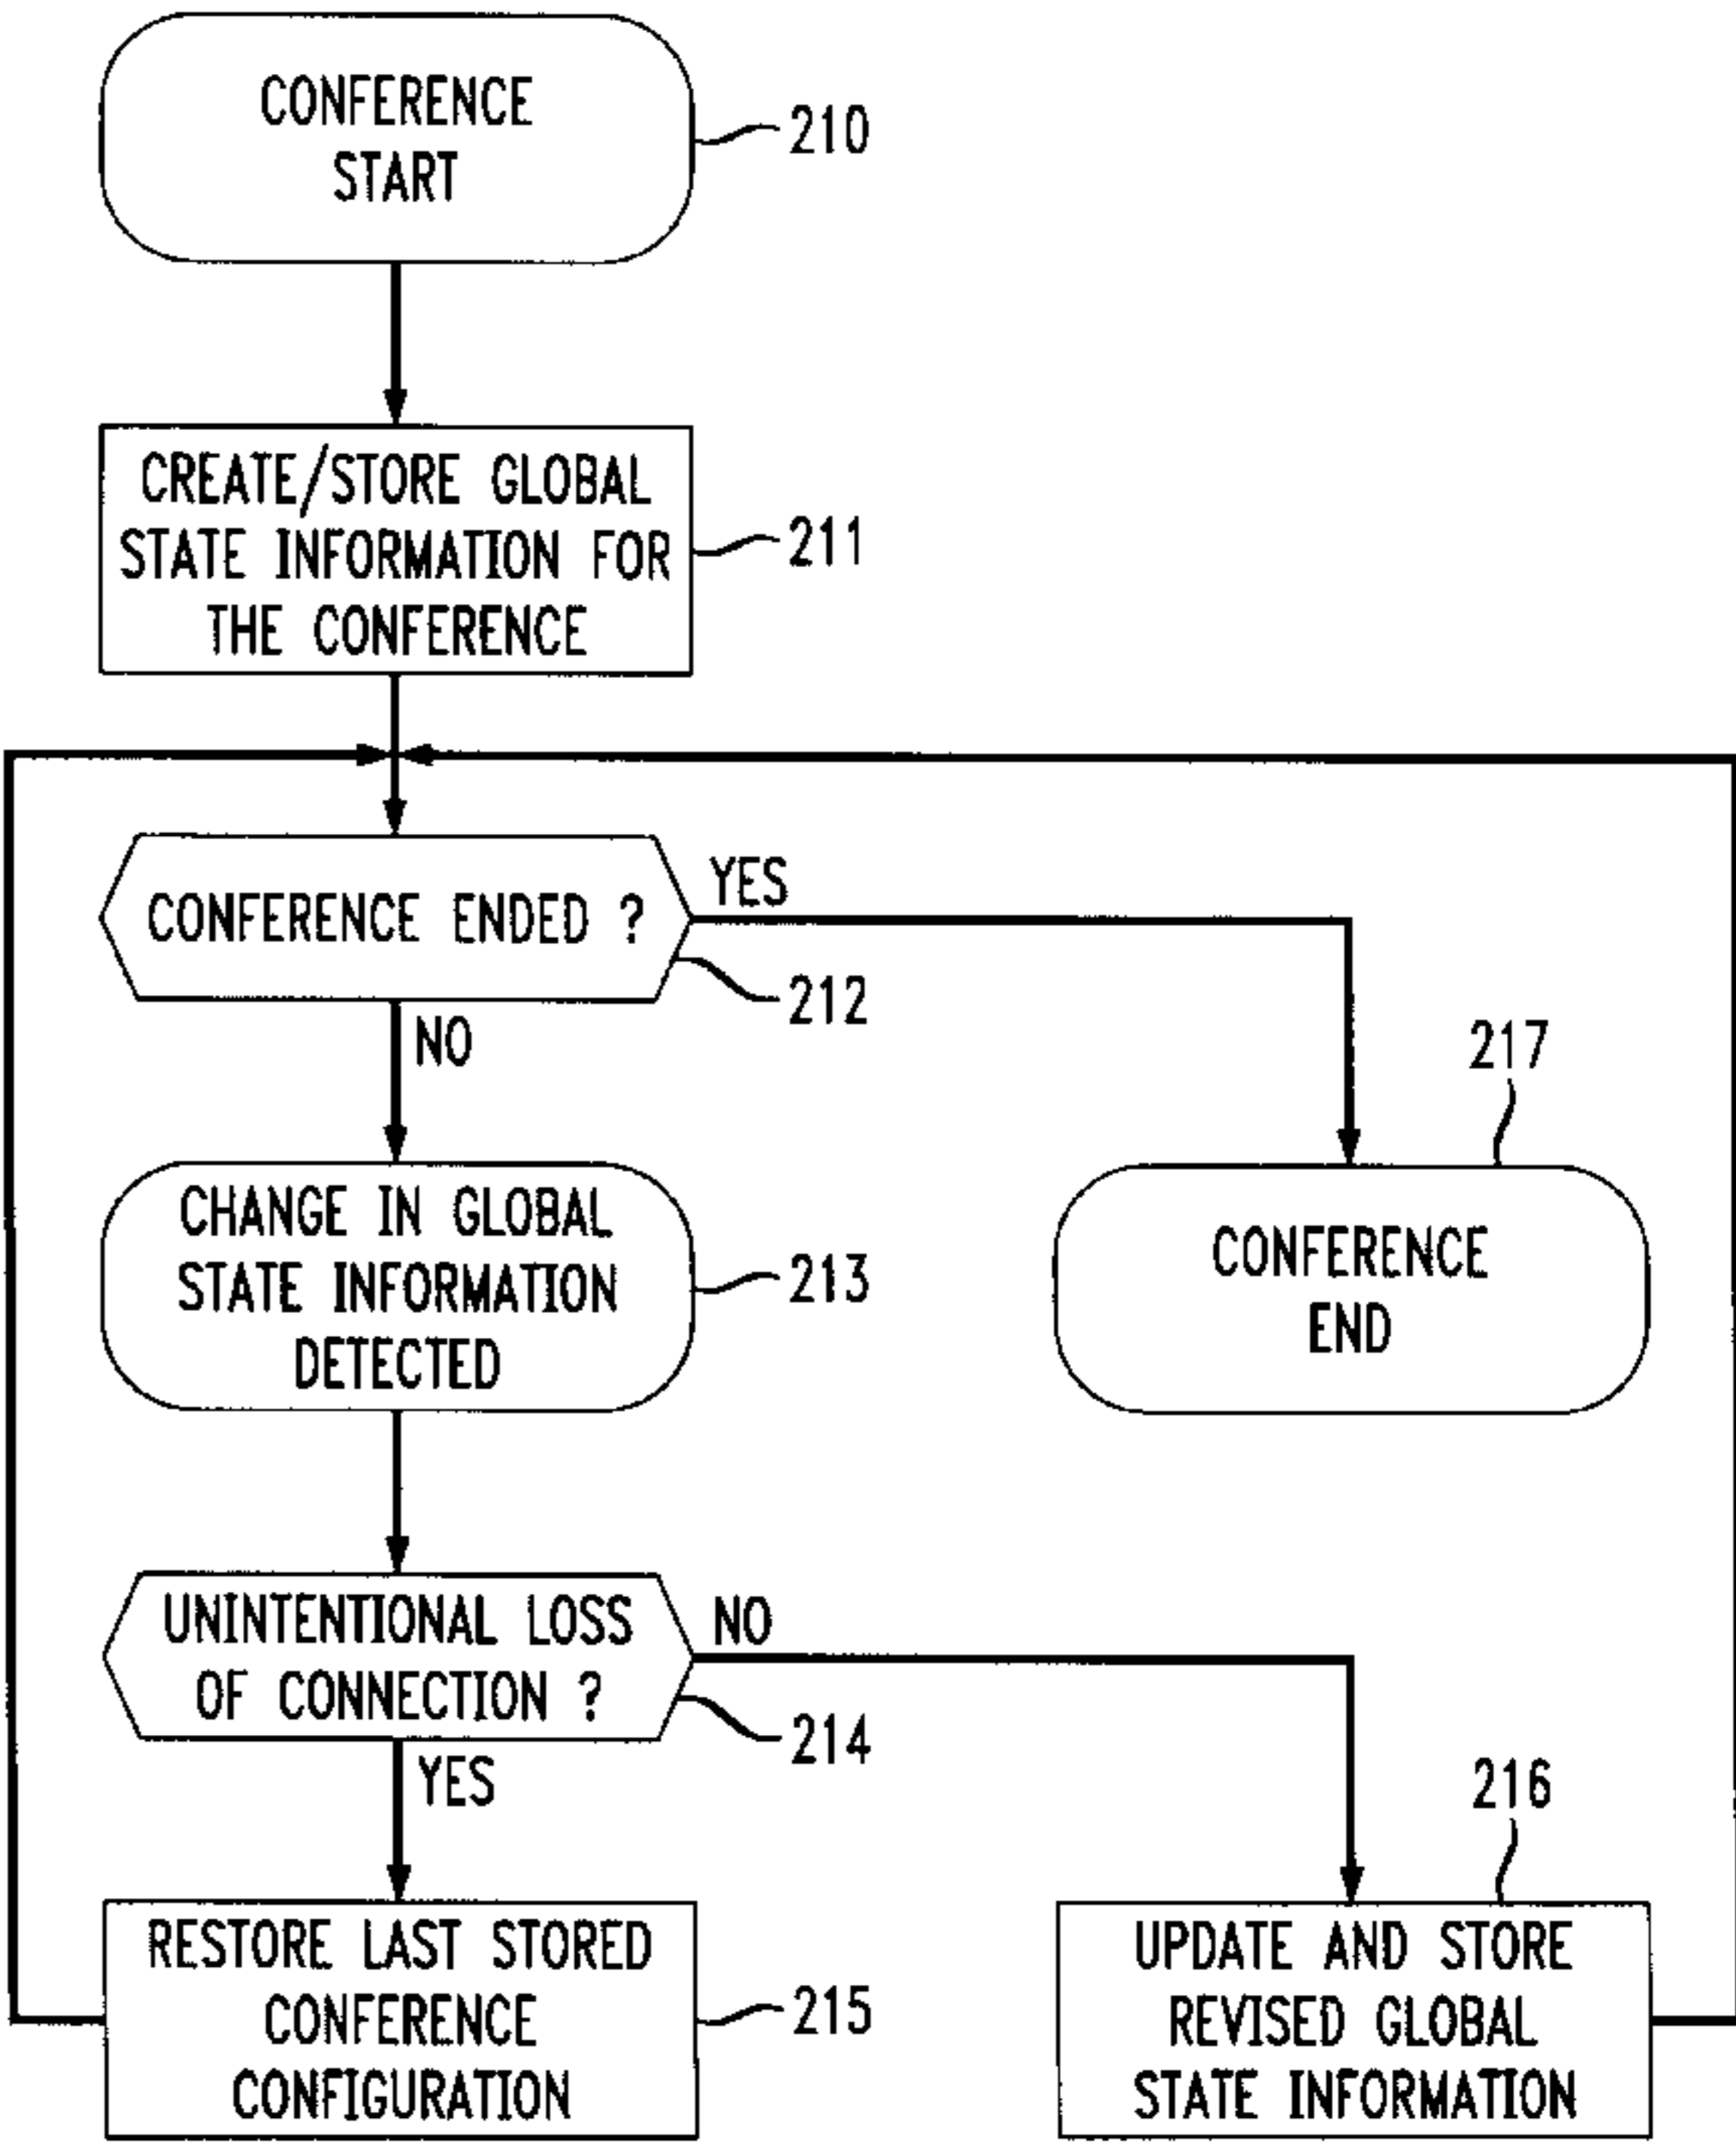 CONFERENCE
START
210
CREATE/STORE GLOBAL
STATE INFORMATION FOR
THE CONFERENCE
211
CONFERENCE ENDED ?
YES
212
NO
217
CHANGE IN GLOBAL
STATE INFORMATION
DETECTED
213
CONFERENCE
END
UNINTENTIONAL LOSS
OF CONNECTION ?
NO
214
YES
216
RESTORE LAST STORED
CONFERENCE
CONFIGURATION
215
UPDATE AND STORE
REVISED GLOBAL
STATE INFORMATION